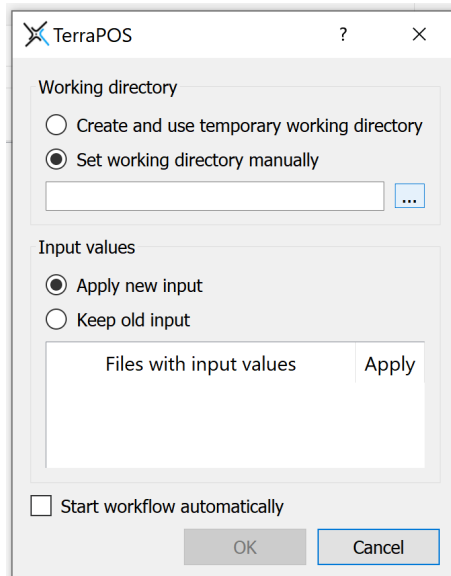 TerraPOS ?
Working directory
Create and use temporary working directory
Set working directory manually
...
Input values
Apply new input
Keep old input
Files with input values Apply
Start workflow automatically
OK Cancel